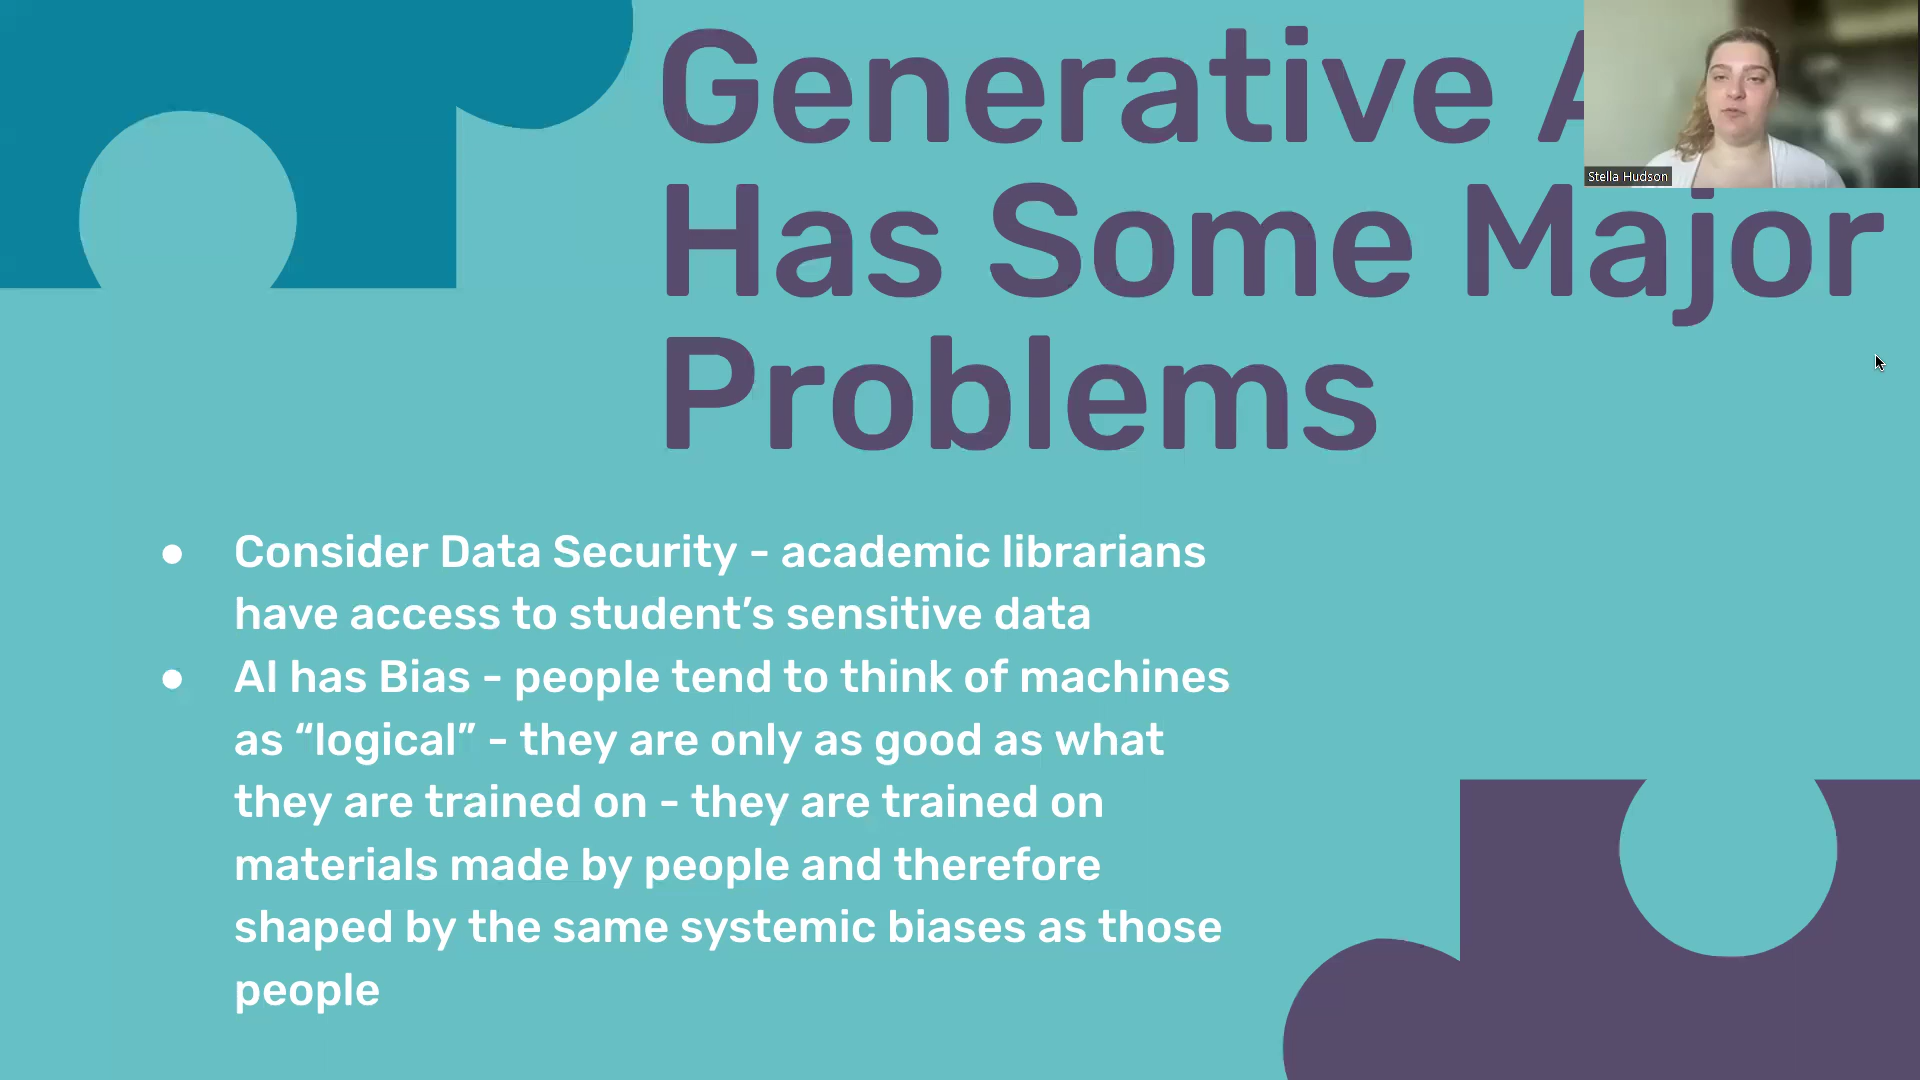 Generative A
Has Some Major
Problems
Stella Hudson
● Consider Data Security - academic librarians
have access to student’s sensitive data
● AI has Bias - people tend to think of machines
as “logical” - they are only as good as what
they are trained on - they are trained on
materials made by people and therefore
shaped by the same systemic biases as those
people